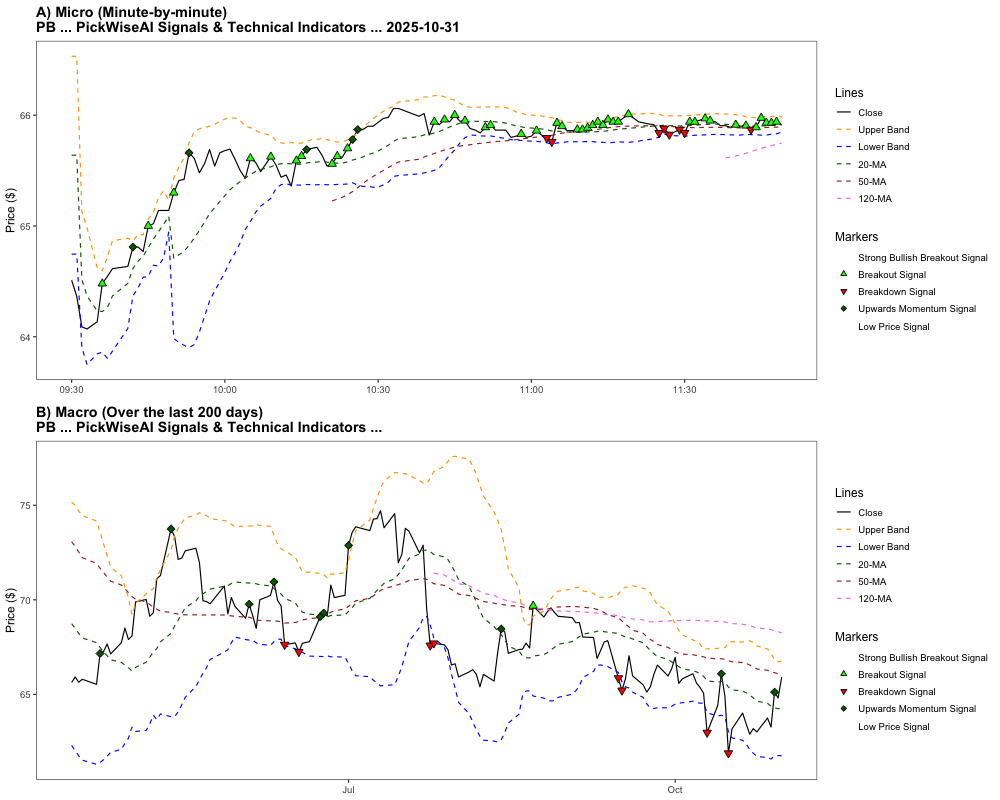 A) Micro (Minute-by-minute)
PB ... PickWiseAI Signals & Technical Indicators ... 2025-10-31
Price ($)
66
65
64
09:30
10:00
10:30
11:00
11:30
Lines
Close
Upper Band
Lower Band
20-MA
50-MA
120-MA
Markers
Strong Bullish Breakout Signal
Breakout Signal
Breakdown Signal
Upwards Momentum Signal
Low Price Signal
B) Macro (Over the last 200 days)
PB ... PickWiseAI Signals & Technical Indicators ...
Price ($)
75
70
65
Jul
Oct
Lines
Close
Upper Band
Lower Band
20-MA
50-MA
120-MA
Markers
Strong Bullish Breakout Signal
Breakout Signal
Breakdown Signal
Upwards Momentum Signal
Low Price Signal